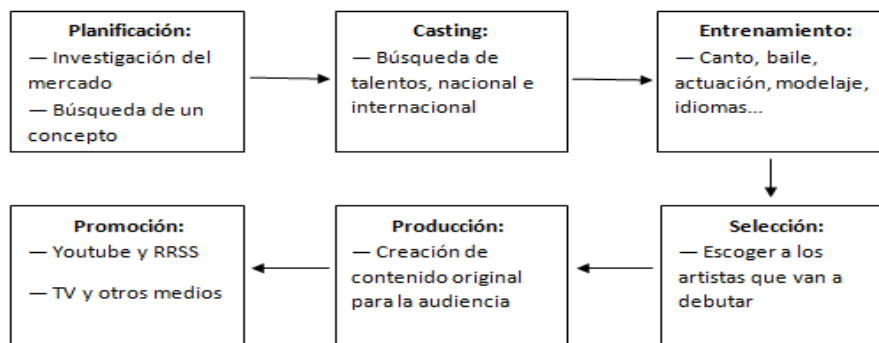 Planificación:
— Investigación del
mercado
— Búsqueda de un
concepto
Casting:
— Búsqueda de
talentos, nacional e
internacional
Entrenamiento:
— Canto, baile,
actuación, modelaje,
idiomas...
Selección:
— Escoger a los
artistas que van a
debutar
Producción:
— Creación de
contenido original
para la audiencia
Promoción:
— Youtube y RRSS
— TV y otros medios